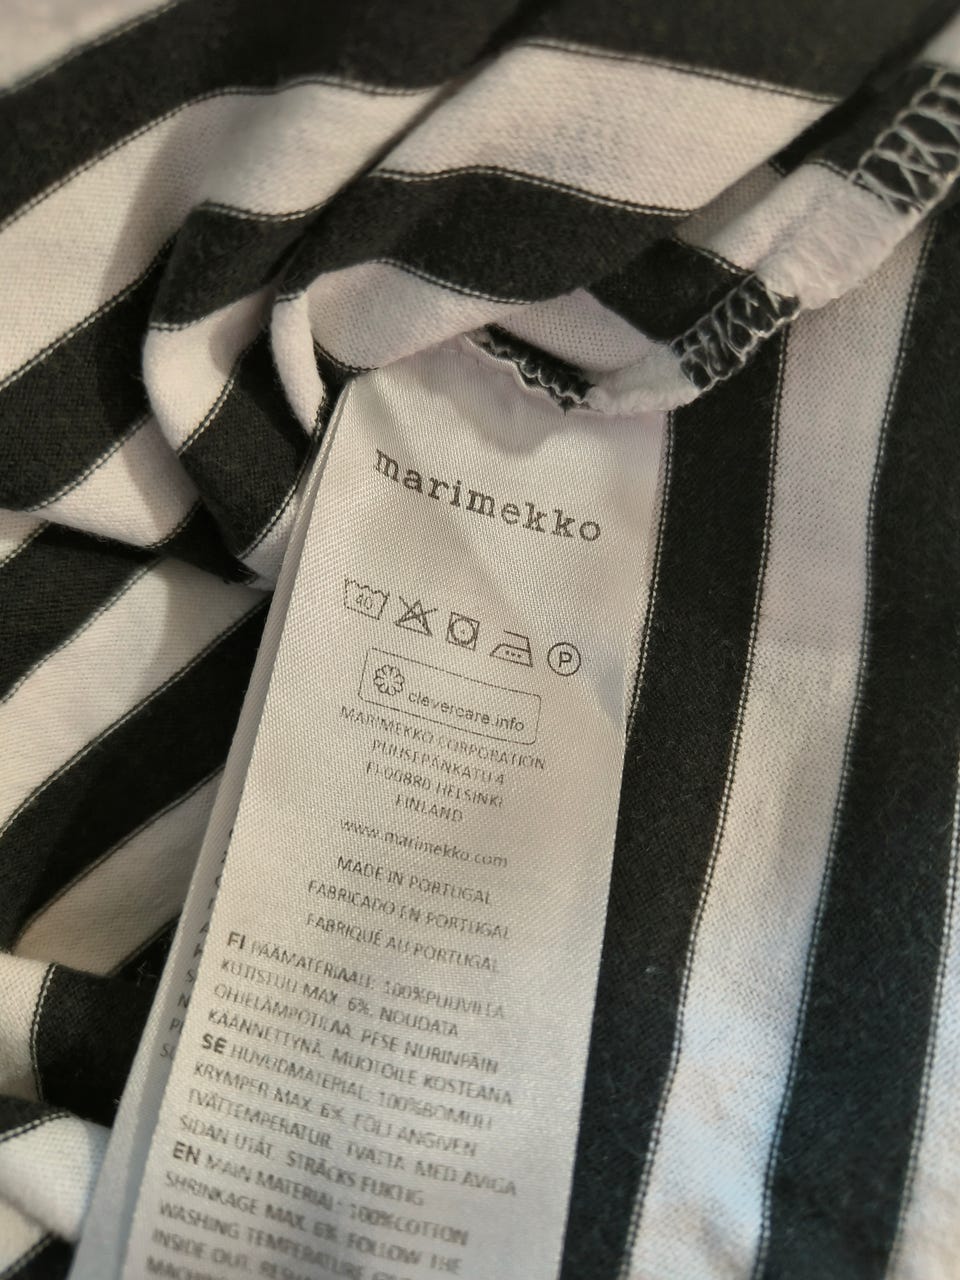 marimekko
40
P
clevercare.info
MARIMEKKO CORPORATION
PUUSEPÄNKATU 4
FI-00880 HELSINKI
FINLAND
www.marimekko.com
MADE IN PORTUGAL
FABRICADO EN PORTUGAL
FABRIQUÉ AU PORTUGAL
FI PÄÄMATERIAALI: 100%PUUVILLA
KUTISTUU MAX. 6%. NOUDATA
OHJELÄMPÖTILAA. PESE NURINPÄIN
KÄÄNNETTYNÄ. MUOTOILE KOSTEANA
SE HUVUDMATERIAL: 100%BOMULL
KRYMPER MAX. 6%. FÖLJ ANGIVEN
TVÄTTEMPERATUR. TVÄTTA MED AVIGA
SIDAN UTÅT. STRÄCKS FUKTIG
EN MAIN MATERIAL: 100%COTTON
SHRINKAGE MAX. 6%. FOLLOW THE
WASHING TEMPERATURE
INSIDE OUT.